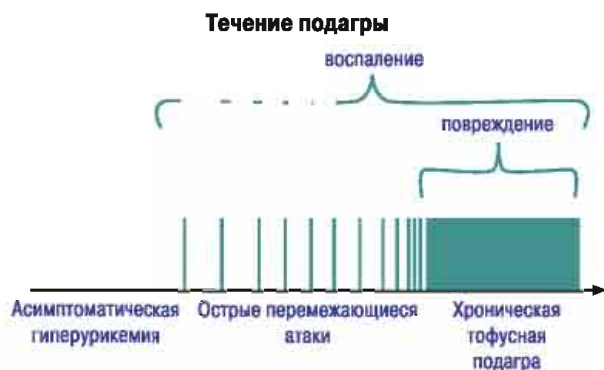 Течение подагры
воспаление
повреждение
Асимптоматическая
гиперурикемия
Острые перемежающиеся
атаки
Хроническая
тофусная
подагра